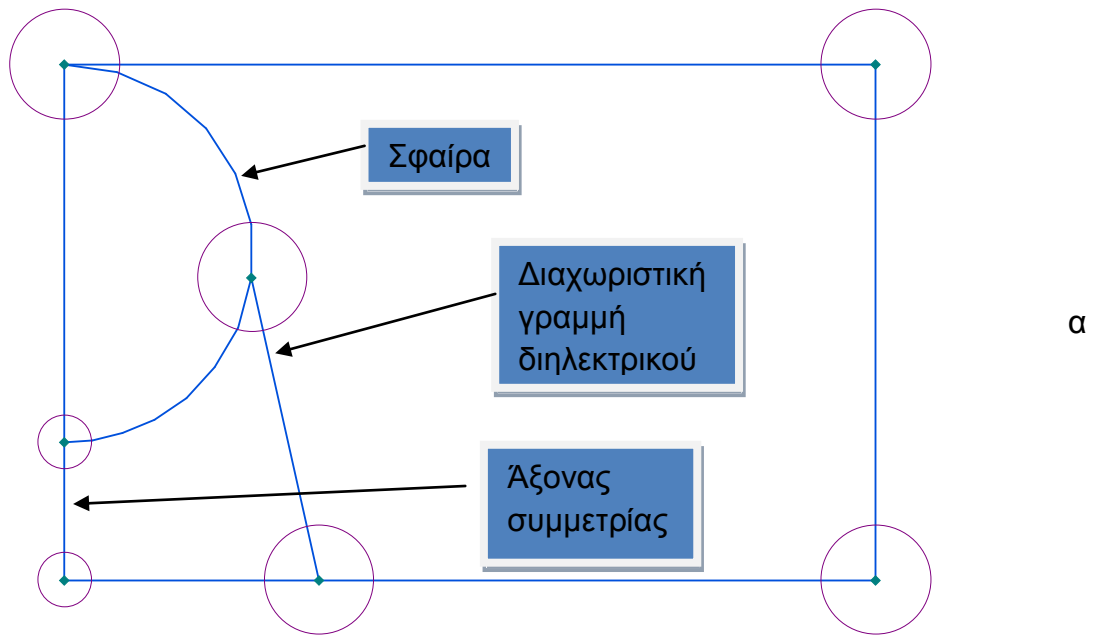 Σφαίρα
Διαχωριστική
γραμμή
διηλεκτρικού
α
Άξονας
συμμετρίας